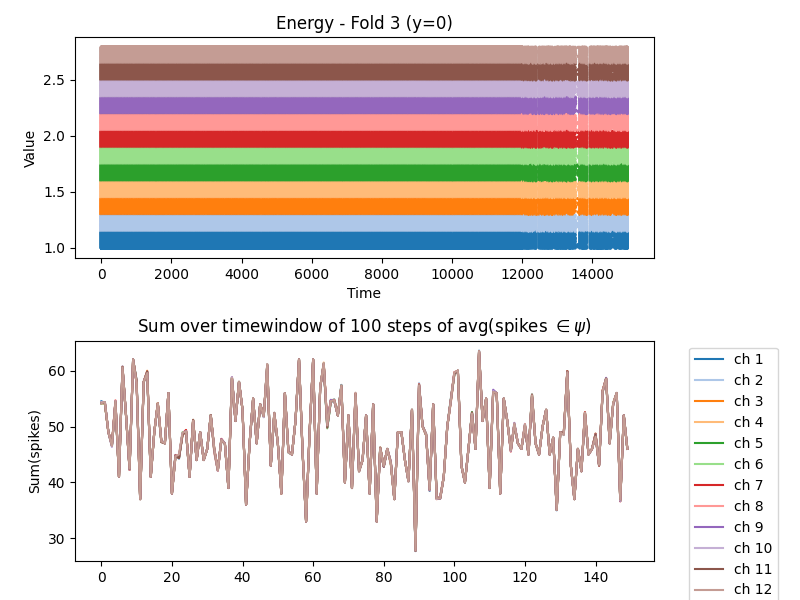 Energy - Fold 3 (y=0)
Value
2.5
2.0
1.5
1.0
0 2000 4000 6000 8000 10000 12000 14000
Time
Sum over timewindow of 100 steps of avg(spikes ∈ ψ)
Sum(spikes)
60
50
40
30
0 20 40 60 80 100 120 140
ch 1
ch 2
ch 3
ch 4
ch 5
ch 6
ch 7
ch 8
ch 9
ch 10
ch 11
ch 12